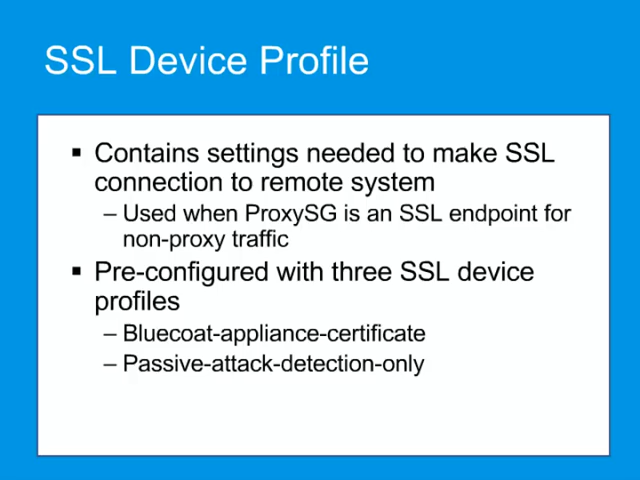 SSL Device Profile
▪ Contains settings needed to make SSL
connection to remote system
– Used when ProxySG is an SSL endpoint for
non-proxy traffic
▪ Pre-configured with three SSL device
profiles
– Bluecoat-appliance-certificate
– Passive-attack-detection-only